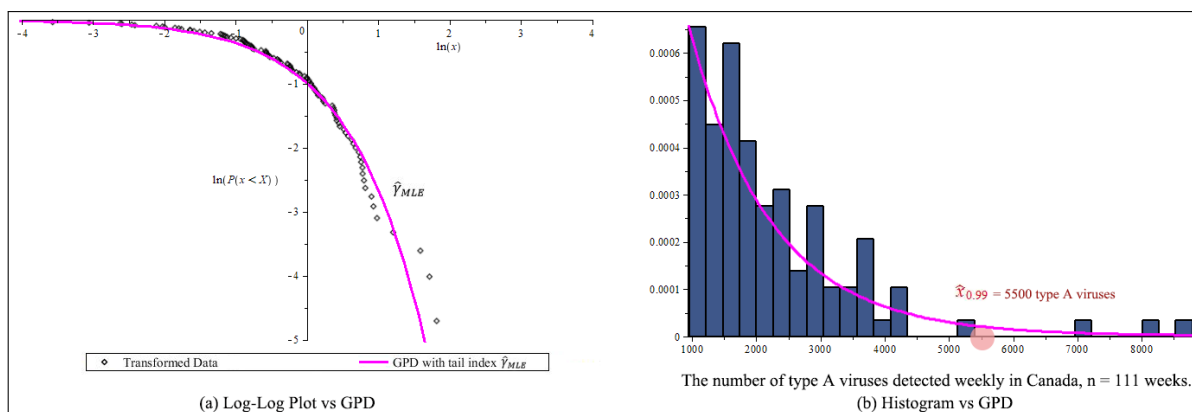 -4 -3 -2 -1 0 1 2 3 4
ln(x)
-1
-2
ln(P(x < X))
γ̂MLE
-3
-4
-5
Transformed Data
GPD with tail index γ̂MLE
(a) Log-Log Plot vs GPD
0.0006
0.0005
0.0004
0.0003
0.0002
0.0001
x̂0.99 = 5500 type A viruses
0
1000 2000 3000 4000 5000 6000 7000 8000
The number of type A viruses detected weekly in Canada, n = 111 weeks.
(b) Histogram vs GPD